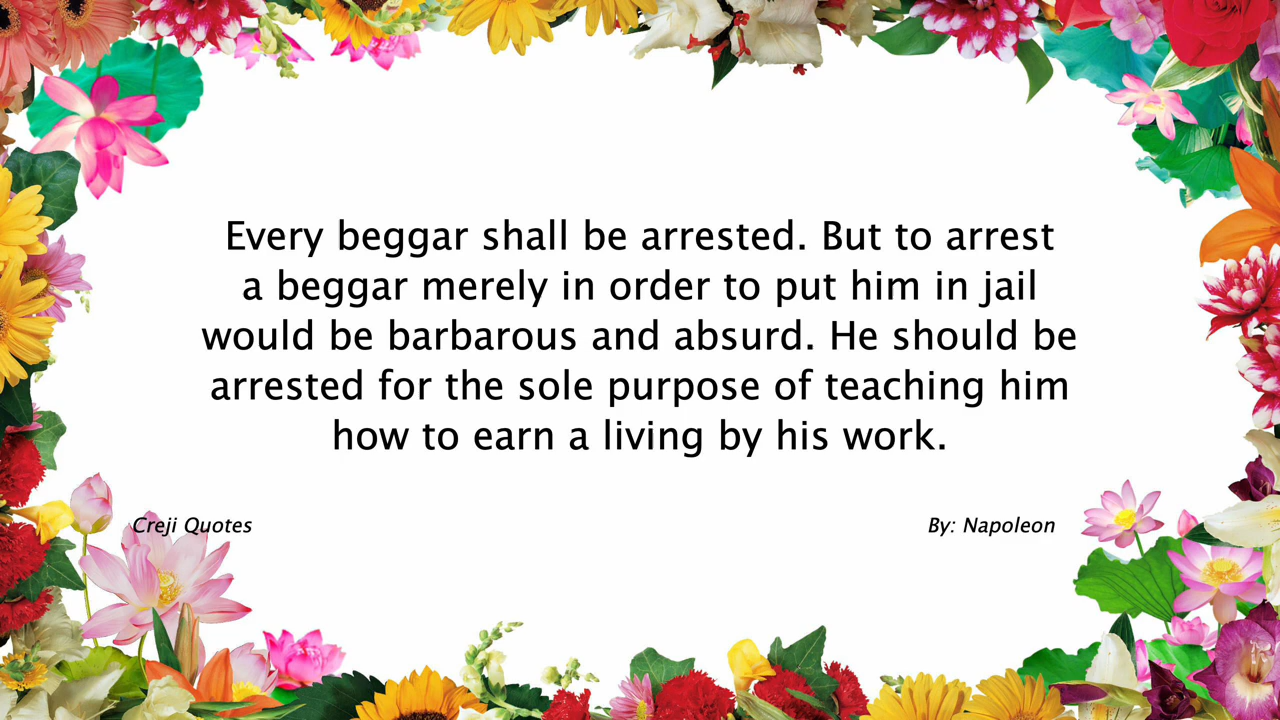 Every beggar shall be arrested. But to arrest
a beggar merely in order to put him in jail
would be barbarous and absurd. He should be
arrested for the sole purpose of teaching him
how to earn a living by his work.
Creji Quotes
By: Napoleon